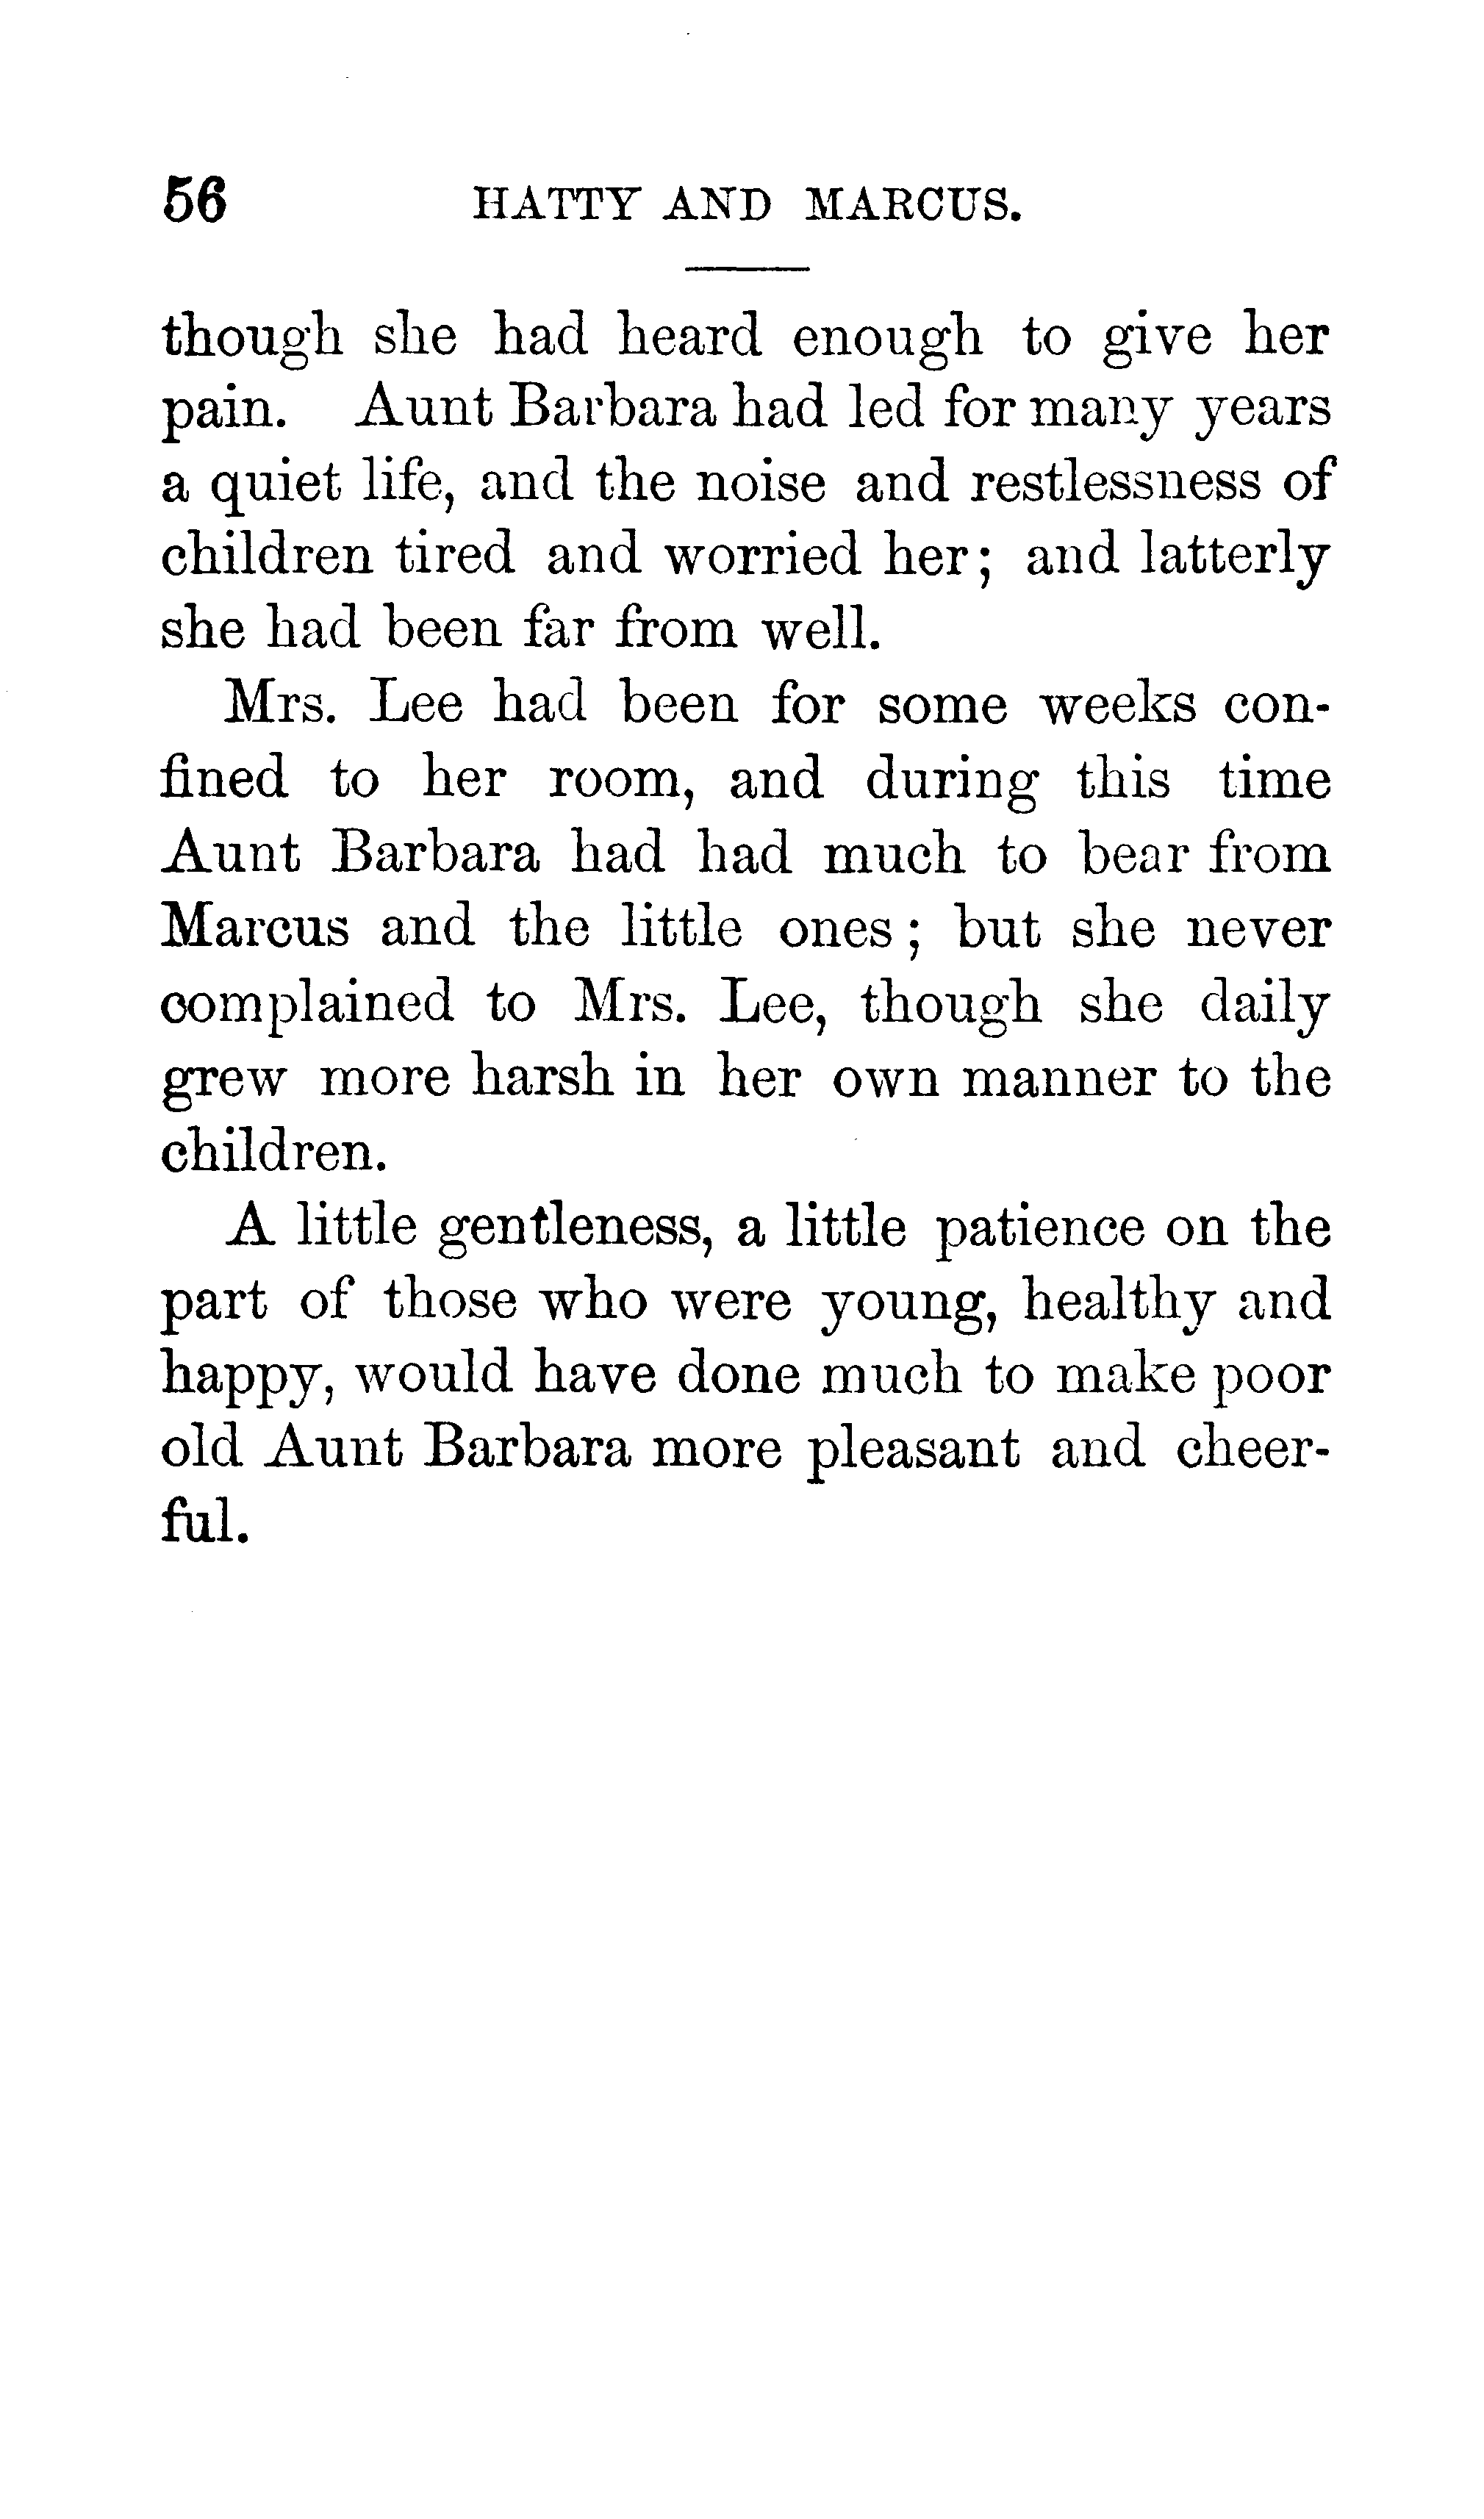 56 HATTY AND MARCUS.
though she had heard enough to give her
pain. Aunt Barbara had led for many years
a quiet life, and the noise and restlessness of
children tired and worried her; and latterly
she had been far from well.
Mrs. Lee had been for some weeks con-
fined to her room, and during this time
Aunt Barbara had had much to bear from
Marcus and the little ones; but she never
complained to Mrs. Lee, though she daily
grew more harsh in her own manner to the
children.
A little gentleness, a little patience on the
part of those who were young, healthy and
happy, would have done much to make poor
old Aunt Barbara more pleasant and cheer-
ful.